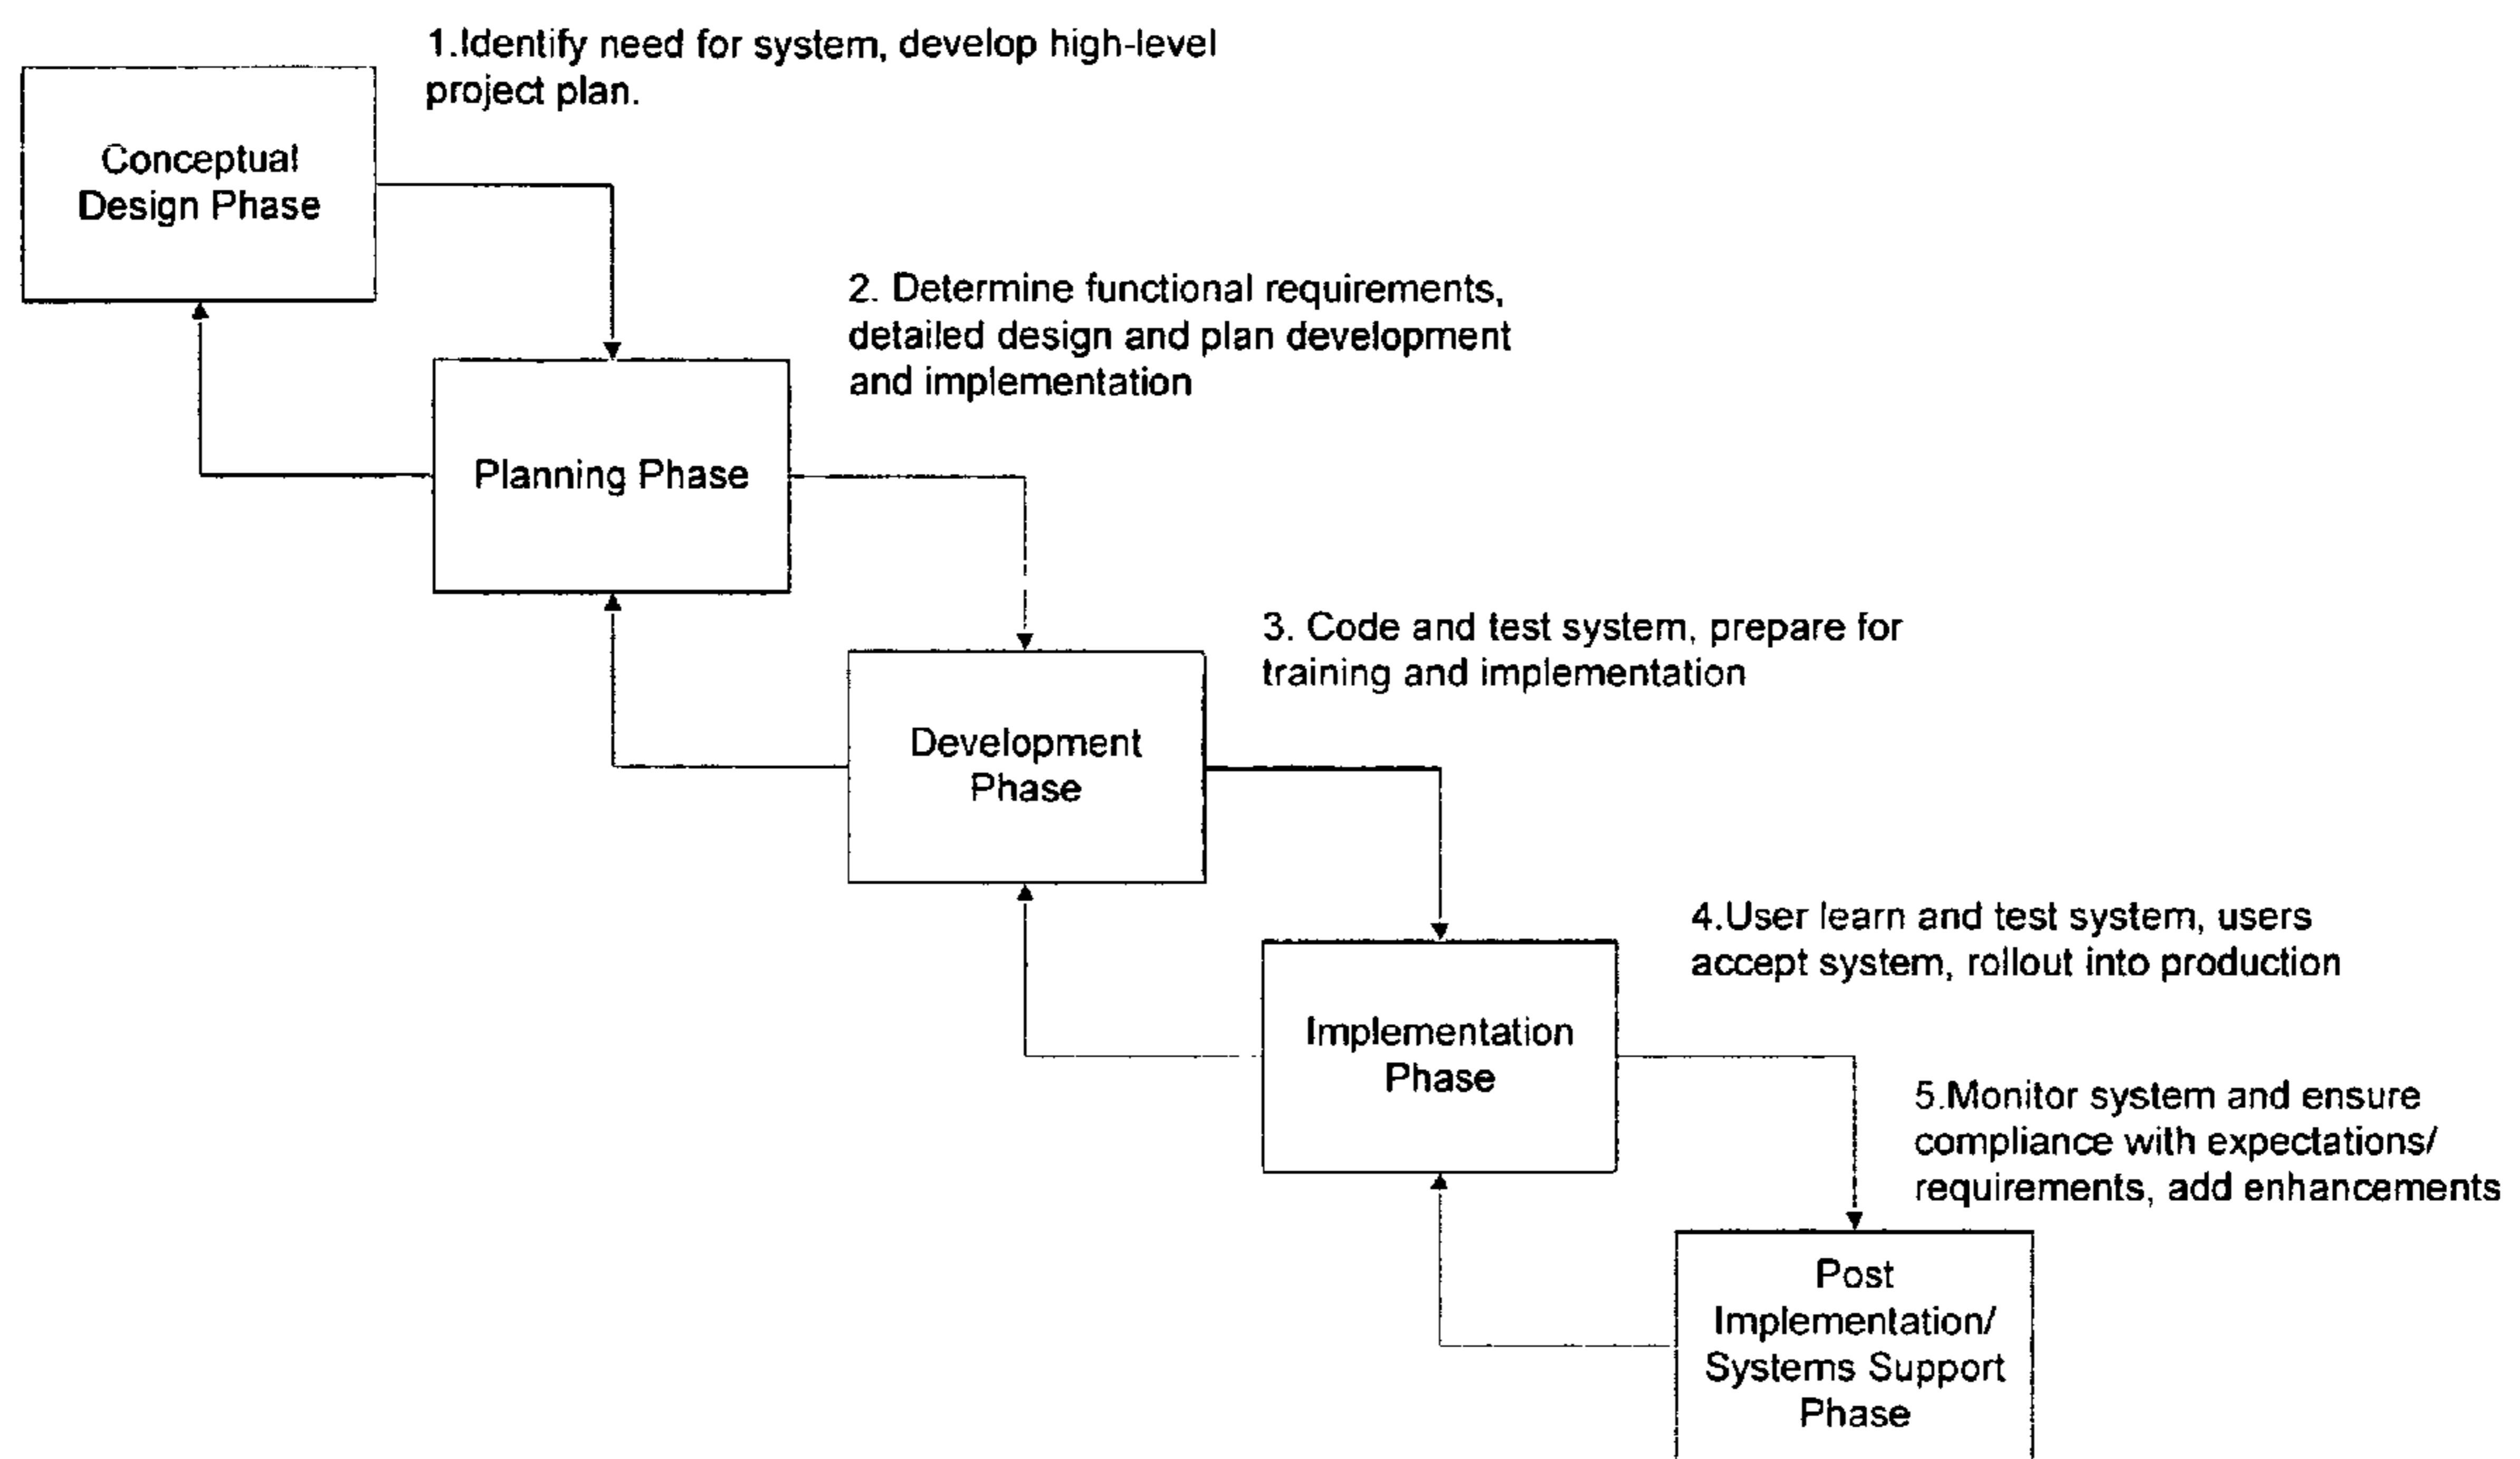 1.Identify need for system, develop high-level
project plan.
Conceptual
Design Phase
2. Determine functional requirements,
detailed design and plan development
and implementation
Planning Phase
3. Code and test system, prepare for
training and implementation
Development
Phase
4.User learn and test system, users
accept system, rollout into production
Implementation
Phase
5.Monitor system and ensure
compliance with expectations/
requirements, add enhancements
Post
Implementation/
Systems Support
Phase